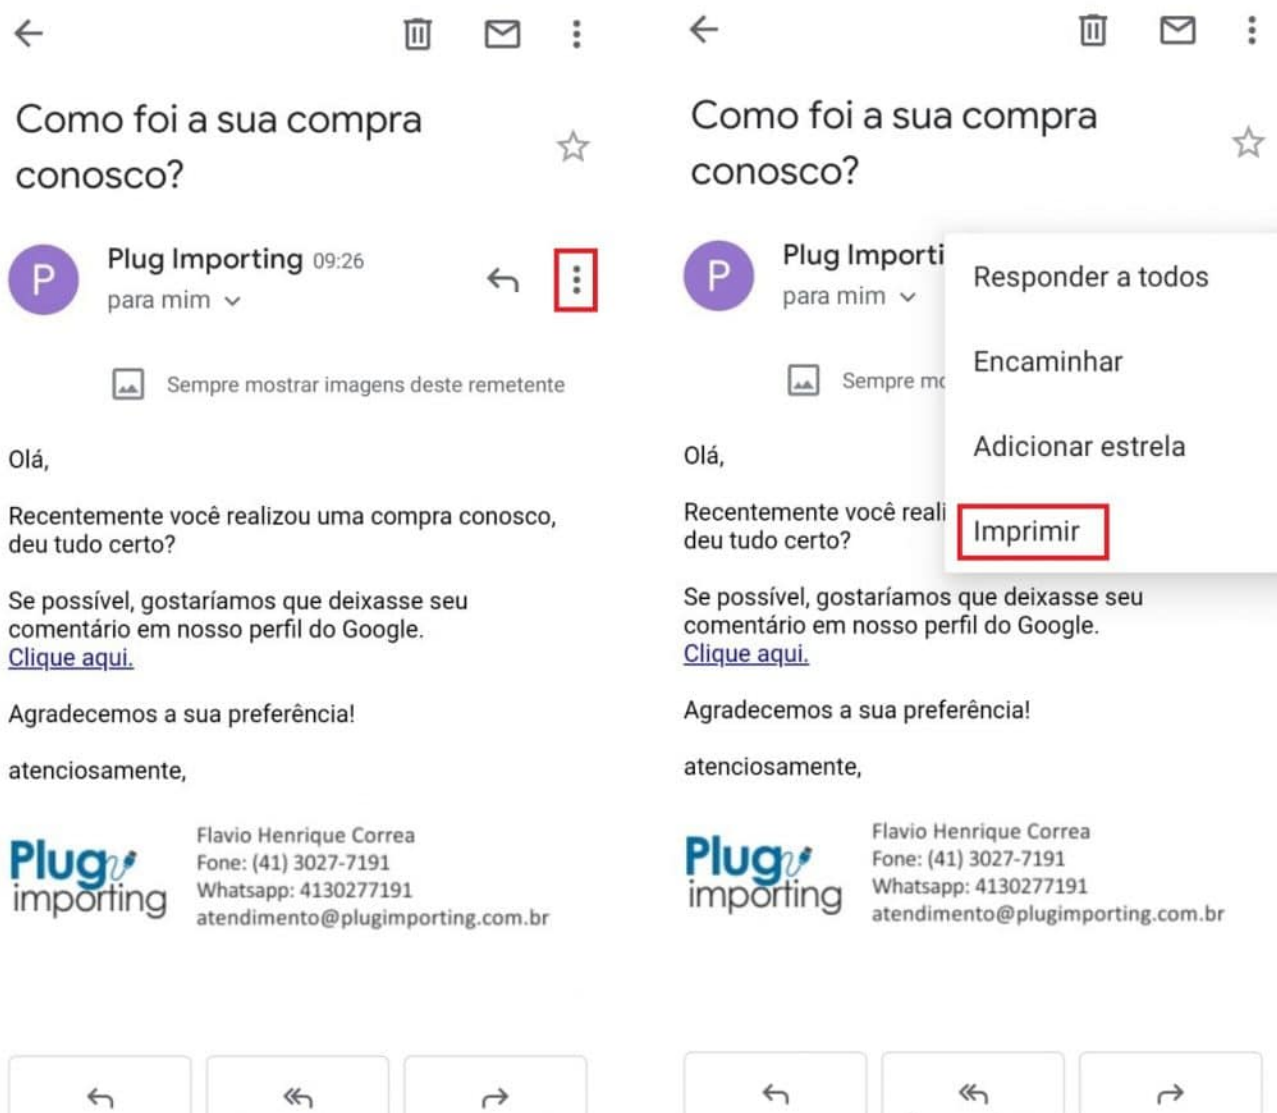 Como foi a sua compra
conosco?
P
Plug Importing 09:26
para mim
Sempre mostrar imagens deste remetente
Olá,
Recentemente você realizou uma compra conosco,
deu tudo certo?
Se possível, gostaríamos que deixasse seu
comentário em nosso perfil do Google.
Clique aqui.
Agradecemos a sua preferência!
atenciosamente,
Plug
importing
Flavio Henrique Correa
Fone: (41) 3027-7191
Whatsapp: 4130277191
atendimento@plugimporting.com.br
Como foi a sua compra
conosco?
P
Plug Importi
para mim
Sempre mo
Responder a todos
Encaminhar
Adicionar estrela
Imprimir
Olá,
Recentemente você reali
deu tudo certo?
Se possível, gostaríamos que deixasse seu
comentário em nosso perfil do Google.
Clique aqui.
Agradecemos a sua preferência!
atenciosamente,
Plug
importing
Flavio Henrique Correa
Fone: (41) 3027-7191
Whatsapp: 4130277191
atendimento@plugimporting.com.br